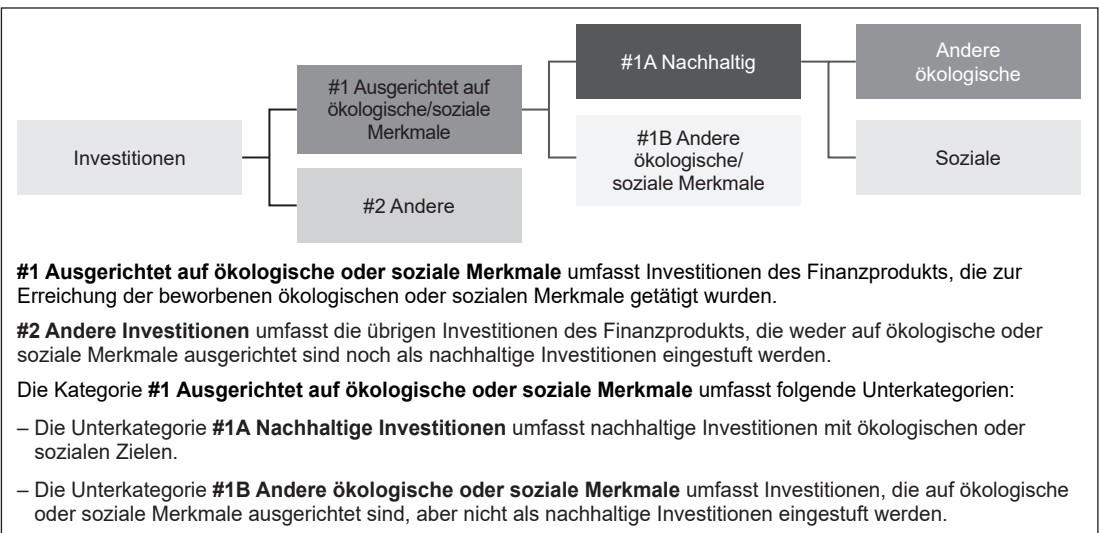 Investitionen
#1 Ausgerichtet auf
ökologische/soziale
Merkmale
#2 Andere
#1A Nachhaltig
#1B Andere
ökologische/
soziale Merkmale
Andere
ökologische
Soziale
#1 Ausgerichtet auf ökologische oder soziale Merkmale umfasst Investitionen des Finanzprodukts, die zur
Erreichung der beworbenen ökologischen oder sozialen Merkmale getätigt wurden.
#2 Andere Investitionen umfasst die übrigen Investitionen des Finanzprodukts, die weder auf ökologische oder
soziale Merkmale ausgerichtet sind noch als nachhaltige Investitionen eingestuft werden.
Die Kategorie #1 Ausgerichtet auf ökologische oder soziale Merkmale umfasst folgende Unterkategorien:
– Die Unterkategorie #1A Nachhaltige Investitionen umfasst nachhaltige Investitionen mit ökologischen oder
sozialen Zielen.
– Die Unterkategorie #1B Andere ökologische oder soziale Merkmale umfasst Investitionen, die auf ökologische
oder soziale Merkmale ausgerichtet sind, aber nicht als nachhaltige Investitionen eingestuft werden.